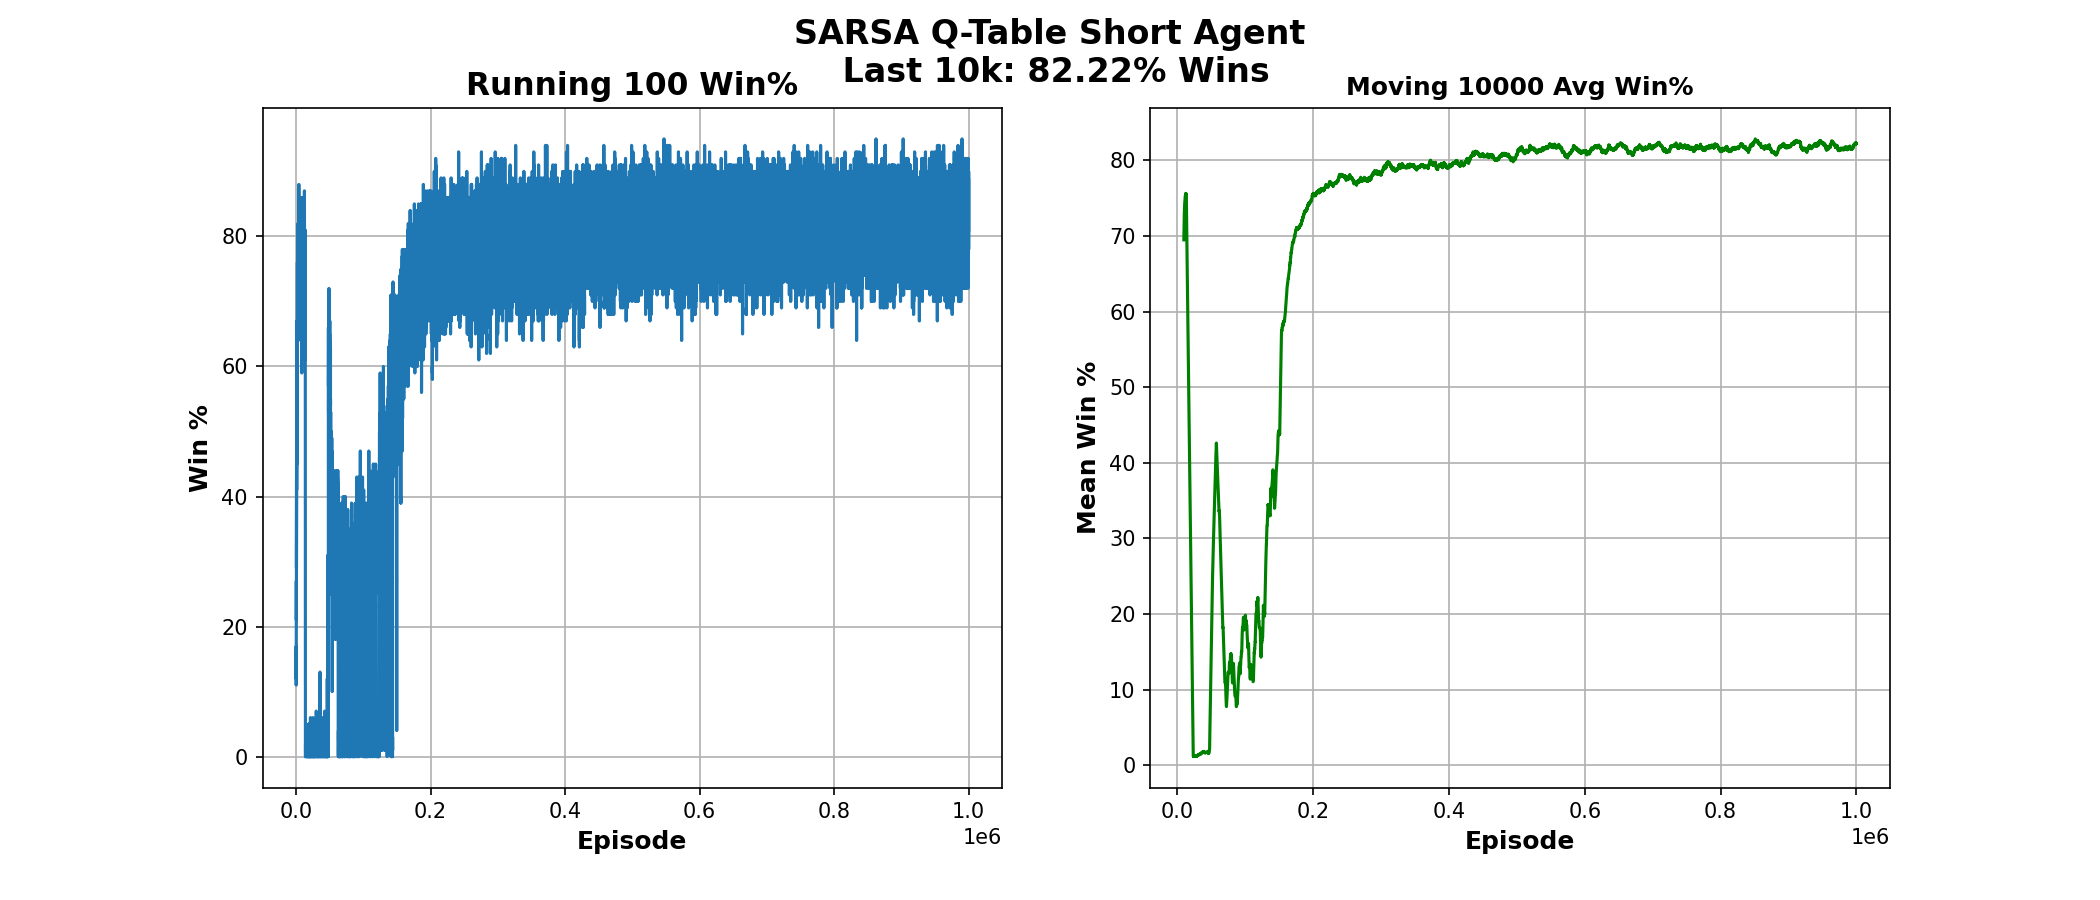 SARSA Q-Table Short Agent
Last 10k: 82.22% Wins
Running 100 Win%
Win %
80
60
40
20
0
0.0 0.2 0.4 0.6 0.8 1.0
1e6
Episode
Moving 10000 Avg Win%
Mean Win %
80
70
60
50
40
30
20
10
0
0.0 0.2 0.4 0.6 0.8 1.0
1e6
Episode